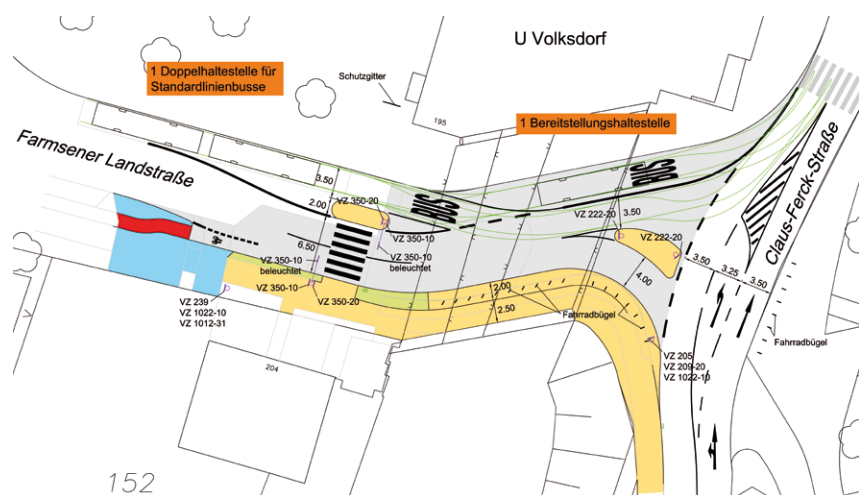 U Volksdorf
1 Doppelhaltestelle für
Standardlinienbusse
Schutzgitter
195
1 Bereitstellungshaltestelle
Farmsener Landstraße
Claus-Ferck-Straße
3.50
2.00
VZ 350-20
BUS
BUS
VZ 222-20
3.50
VZ 350-10
VZ 222-20
6.50
VZ 350-10
beleuchtet
VZ 350-10
beleuchtet
4.00
3.50
3.25
3.50
VZ 350-10
VZ 350-20
2.00
2.50
Fahrradbügel
VZ 239
VZ 1022-10
VZ 1012-31
Fahrradbügel
VZ 205
VZ 209-20
VZ 1022-10
204
152